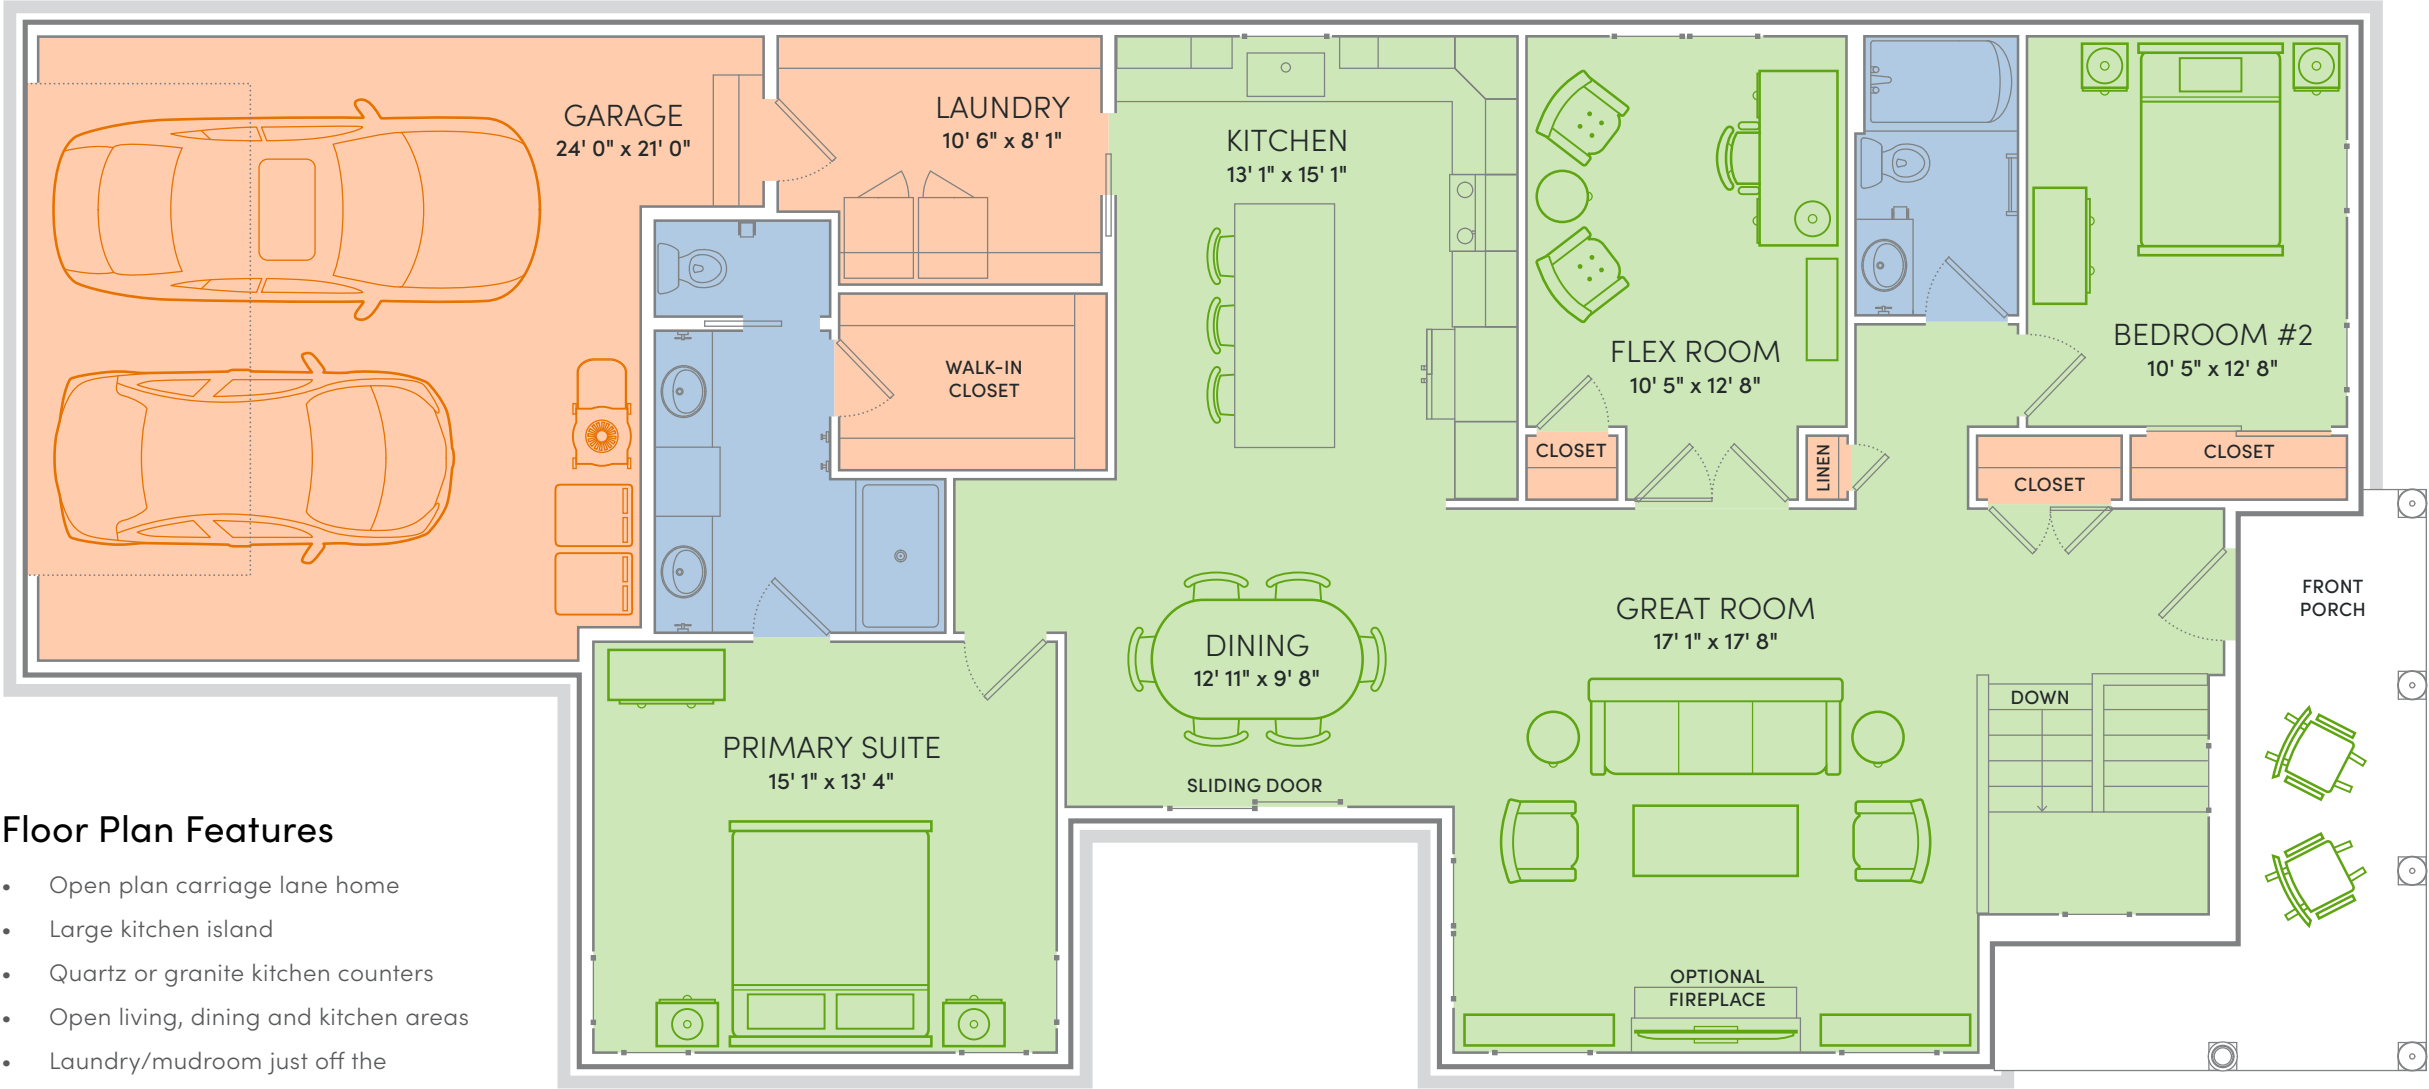 GARAGE
24' 0" x 21' 0"
LAUNDRY
10' 6" x 8' 1"
KITCHEN
13' 1" x 15' 1"
WALK-IN
CLOSET
FLEX ROOM
10' 5" x 12' 8"
BEDROOM #2
10' 5" x 12' 8"
CLOSET
LINEN
CLOSET
CLOSET
FRONT
PORCH
GREAT ROOM
17' 1" x 17' 8"
DINING
12' 11" x 9' 8"
DOWN
SLIDING DOOR
PRIMARY SUITE
15' 1" x 13' 4"
OPTIONAL
FIREPLACE
Floor Plan Features
• Open plan carriage lane home
• Large kitchen island
• Quartz or granite kitchen counters
• Open living, dining and kitchen areas
• Laundry/mudroom just off the